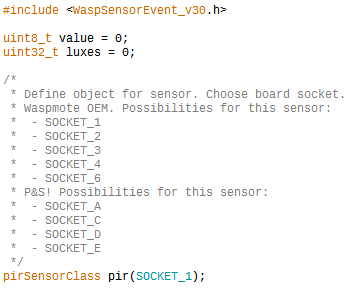 #include <WaspSensorEvent_v30.h>

uint8_t value = 0;
uint32_t luxes = 0;

/*
 * Define object for sensor. Choose board socket.
 * Waspmote OEM. Possibilities for this sensor:
 *  - SOCKET_1
 *  - SOCKET_2
 *  - SOCKET_3
 *  - SOCKET_4
 *  - SOCKET_6
 * P&S! Possibilities for this sensor:
 *  - SOCKET_A
 *  - SOCKET_C
 *  - SOCKET_D
 *  - SOCKET_E
 */
pirSensorClass pir(SOCKET_1);